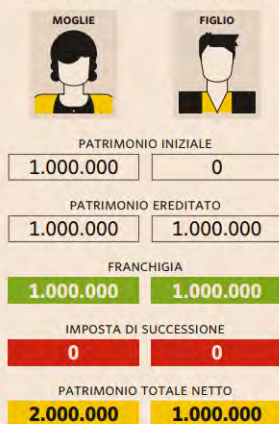 MOGLIE FIGLIO
PATRIMONIO INIZIALE
1.000.000 0
PATRIMONIO EREDITATO
1.000.000 1.000.000
FRANCHIGIA
1.000.000 1.000.000
IMPOSTA DI SUCCESSIONE
0 0
PATRIMONIO TOTALE NETTO
2.000.000 1.000.000